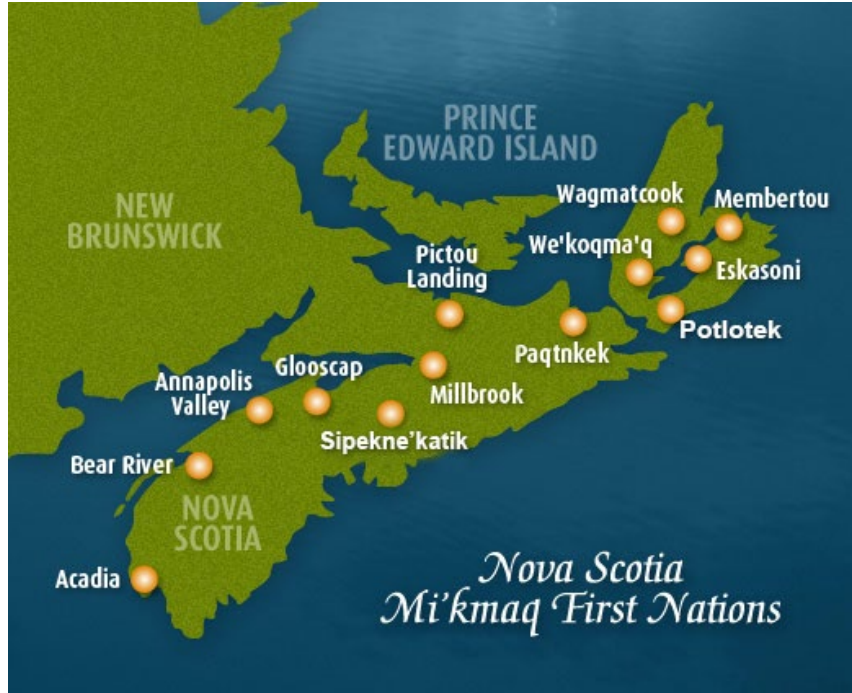 PRINCE
EDWARD ISLAND
NEW
BRUNSWICK
Wagmatcook
Membertou
We'koqma'q
Eskasoni
Pictou
Landing
Potlotek
Paqtnkek
Glooscap
Millbrook
Annapolis
Valley
Sipekne’katik
Bear River
NOVA
SCOTIA
Acadia
Nova Scotia
Mi’kmaq First Nations